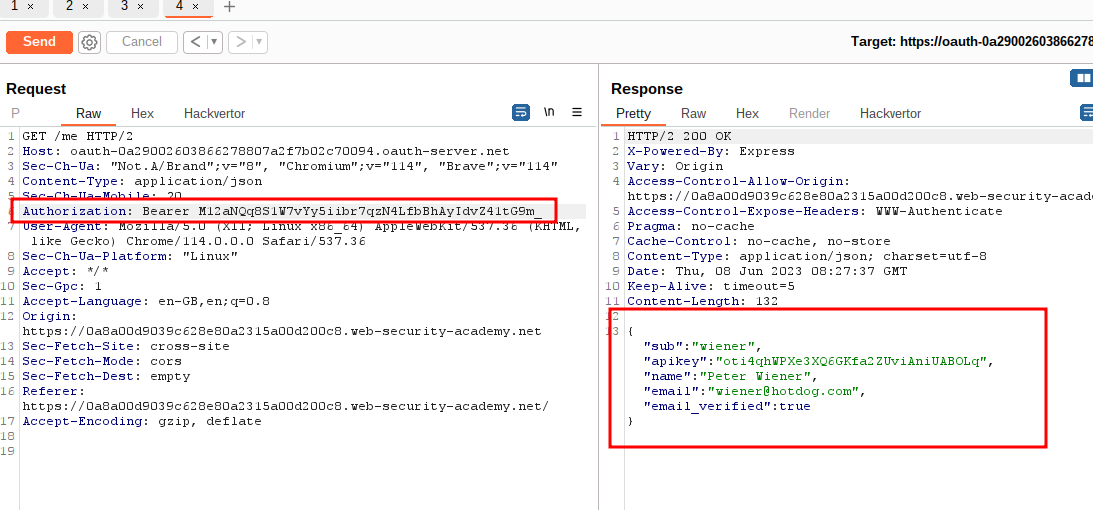 1 × 2 × 3 × 4 × +
Send Cancel < > Target: https://oauth-0a29002603866278
Request
P Raw Hex Hackvertor \n
1 GET /me HTTP/2
2 Host: oauth-0a29002603866278807a2f7b02c70094.oauth-server.net
3 Sec-Ch-Ua: "Not.A/Brand";v="8", "Chromium";v="114", "Brave";v="114"
4 Content-Type: application/json
5 Sec-Ch-Ua-Mobile: ?0
6 Authorization: Bearer M12aNQq8S1W7vYy5iibr7qzN4LfbBhAyIdvZ41tG9m_
7 User-Agent: Mozilla/5.0 (X11; Linux x86_64) AppleWebKit/537.36 (KHTML,
like Gecko) Chrome/114.0.0.0 Safari/537.36
8 Sec-Ch-Ua-Platform: "Linux"
9 Accept: */*
10 Sec-Gpc: 1
11 Accept-Language: en-GB,en;q=0.8
12 Origin:
https://0a8a00d9039c628e80a2315a00d200c8.web-security-academy.net
13 Sec-Fetch-Site: cross-site
14 Sec-Fetch-Mode: cors
15 Sec-Fetch-Dest: empty
16 Referer:
https://0a8a00d9039c628e80a2315a00d200c8.web-security-academy.net/
17 Accept-Encoding: gzip, deflate
18
19
Response
Pretty Raw Hex Render Hackvertor
1 HTTP/2 200 OK
2 X-Powered-By: Express
3 Vary: Origin
4 Access-Control-Allow-Origin:
https://0a8a00d9039c628e80a2315a00d200c8.web-security-acade
5 Access-Control-Expose-Headers: WWW-Authenticate
6 Pragma: no-cache
7 Cache-Control: no-cache, no-store
8 Content-Type: application/json; charset=utf-8
9 Date: Thu, 08 Jun 2023 08:27:37 GMT
10 Keep-Alive: timeout=5
11 Content-Length: 132
12
13 {
"sub":"wiener",
"apikey":"oti4qhWPXe3XQ6GKfa2ZUviAniUABOLq",
"name":"Peter Wiener",
"email":"wiener@hotdog.com",
"email_verified":true
}